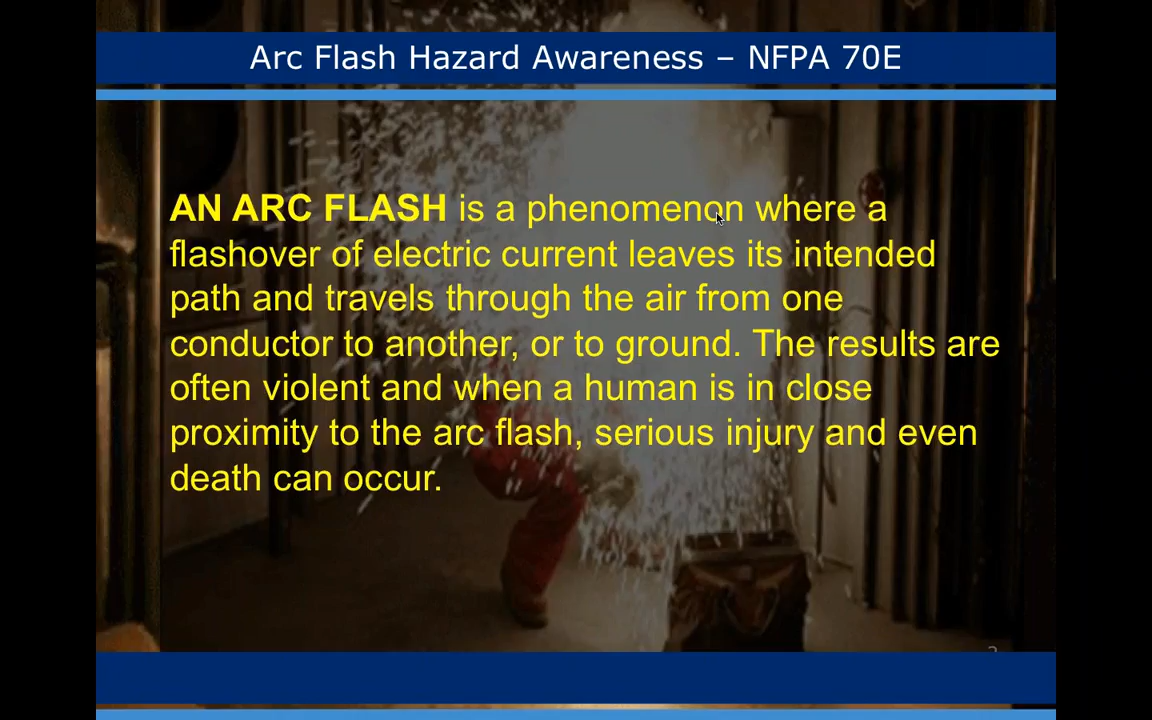 Arc Flash Hazard Awareness – NFPA 70E
AN ARC FLASH is a phenomenon where a
flashover of electric current leaves its intended
path and travels through the air from one
conductor to another, or to ground. The results are
often violent and when a human is in close
proximity to the arc flash, serious injury and even
death can occur.